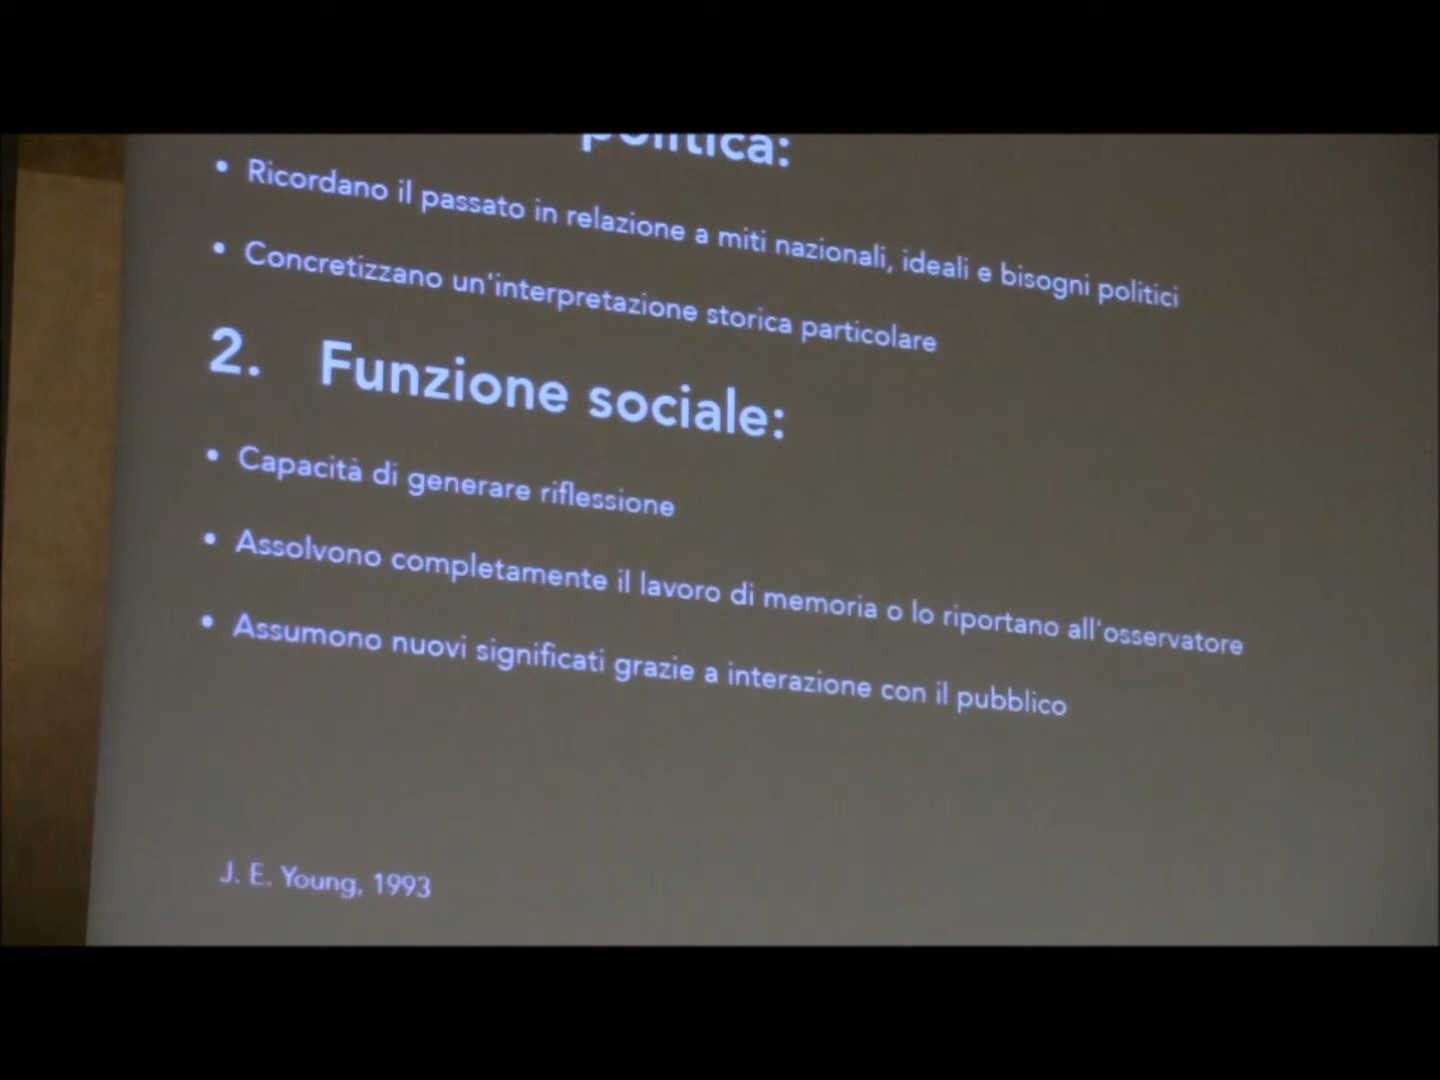 politica:
• Ricordano il passato in relazione a miti nazionali, ideali e bisogni politici
• Concretizzano un'interpretazione storica particolare
2. Funzione sociale:
• Capacità di generare riflessione
• Assolvono completamente il lavoro di memoria o lo riportano all'osservatore
• Assumono nuovi significati grazie a interazione con il pubblico
J. E. Young, 1993